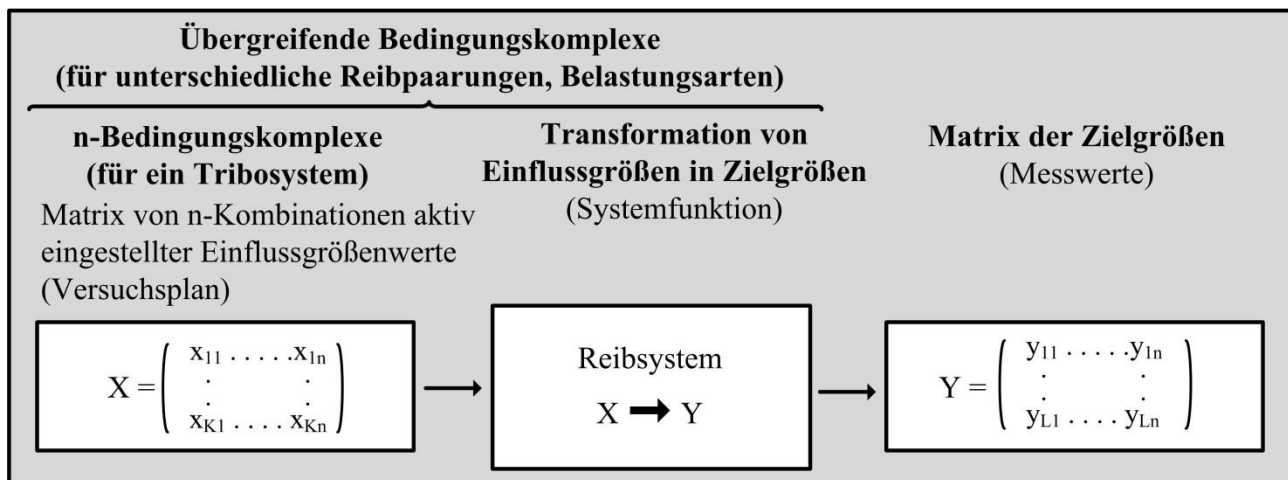 Übergreifende Bedingungskomplexe
(für unterschiedliche Reibpaarungen, Belastungsarten)
n-Bedingungskomplexe
(für ein Tribosystem)
Matrix von n-Kombinationen aktiv
eingestellter Einflussgrößenwerte
(Versuchsplan)
Transformation von
Einflussgrößen in Zielgrößen
(Systemfunktion)
Matrix der Zielgrößen
(Messwerte)
x11 . . . . .x1n
X = ( . . )
xK1 . . . . xKn
Reibsystem
X → Y
y11 . . . . .y1n
Y = ( . . )
yL1 . . . . yLn